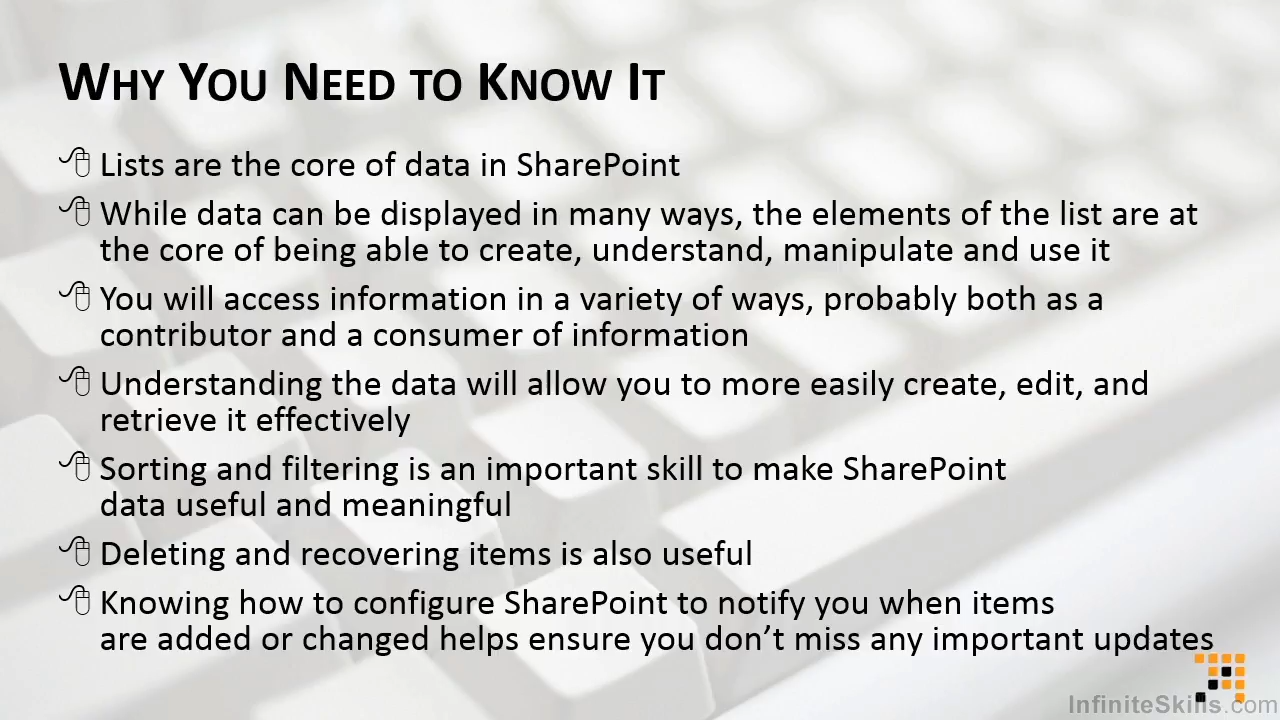 Why You Need to Know It
Lists are the core of data in SharePoint
While data can be displayed in many ways, the elements of the list are at
the core of being able to create, understand, manipulate and use it
You will access information in a variety of ways, probably both as a
contributor and a consumer of information
Understanding the data will allow you to more easily create, edit, and
retrieve it effectively
Sorting and filtering is an important skill to make SharePoint
data useful and meaningful
Deleting and recovering items is also useful
Knowing how to configure SharePoint to notify you when items
are added or changed helps ensure you don’t miss any important updates
InfiniteSkills.com